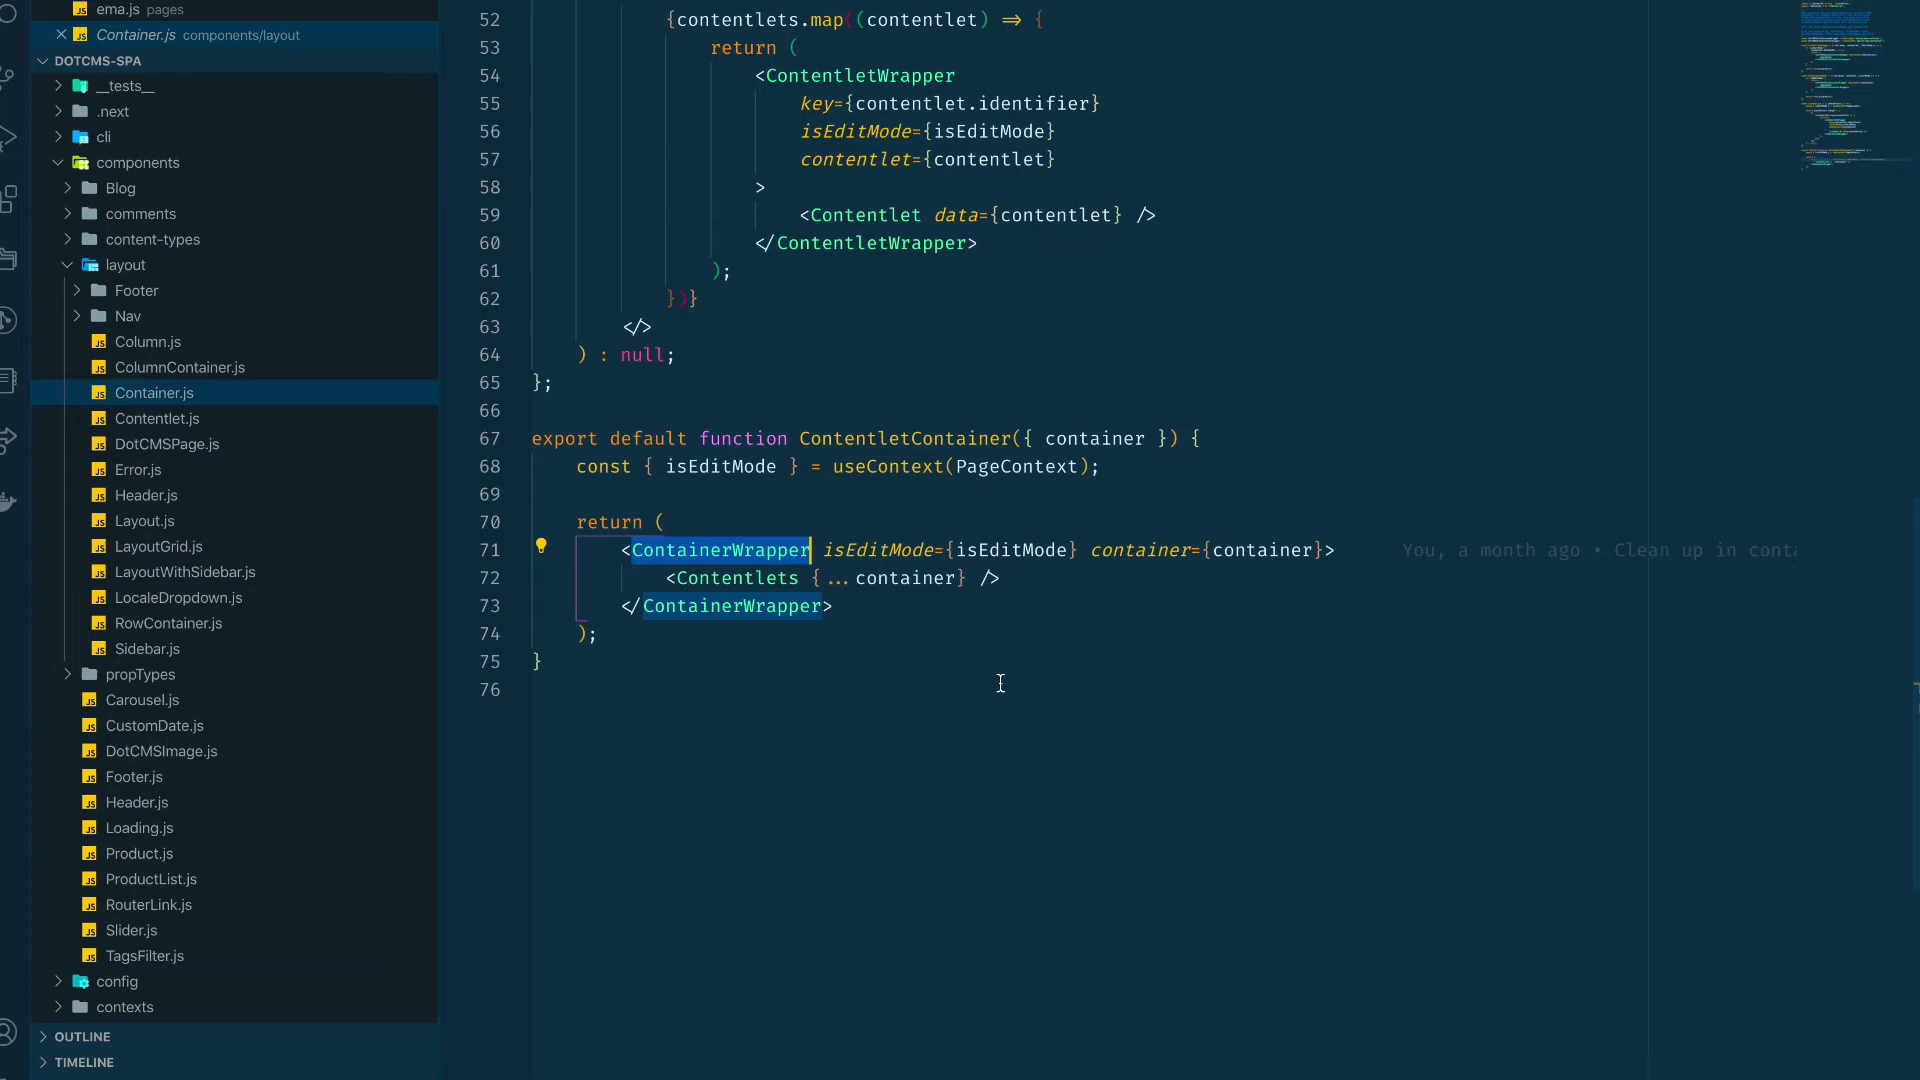 ema.js pages
Container.js components/layout
DOTCMS-SPA
__tests__
.next
cli
components
Blog
comments
content-types
layout
Footer
Nav
Column.js
ColumnContainer.js
Container.js
Contentlet.js
DotCMSPage.js
Error.js
Header.js
Layout.js
LayoutGrid.js
LayoutWithSidebar.js
LocaleDropdown.js
RowContainer.js
Sidebar.js
propTypes
Carousel.js
CustomDate.js
DotCMSImage.js
Footer.js
Header.js
Loading.js
Product.js
ProductList.js
RouterLink.js
Slider.js
TagsFilter.js
config
contexts
OUTLINE
TIMELINE
52 {contentlets.map((contentlet) => {
53 return (
54 <ContentletWrapper
55 key={contentlet.identifier}
56 isEditMode={isEditMode}
57 contentlet={contentlet}
58 >
59 <Contentlet data={contentlet} />
60 </ContentletWrapper>
61 );
62 })}
63 </>
64 ) : null;
65 };
66
67 export default function ContentletContainer({ container }) {
68 const { isEditMode } = useContext(PageContext);
69
70 return (
71 <ContainerWrapper isEditMode={isEditMode} container={container}> You, a month ago • Clean up in conta
72 <Contentlets {...container} />
73 </ContainerWrapper>
74 );
75 }
76